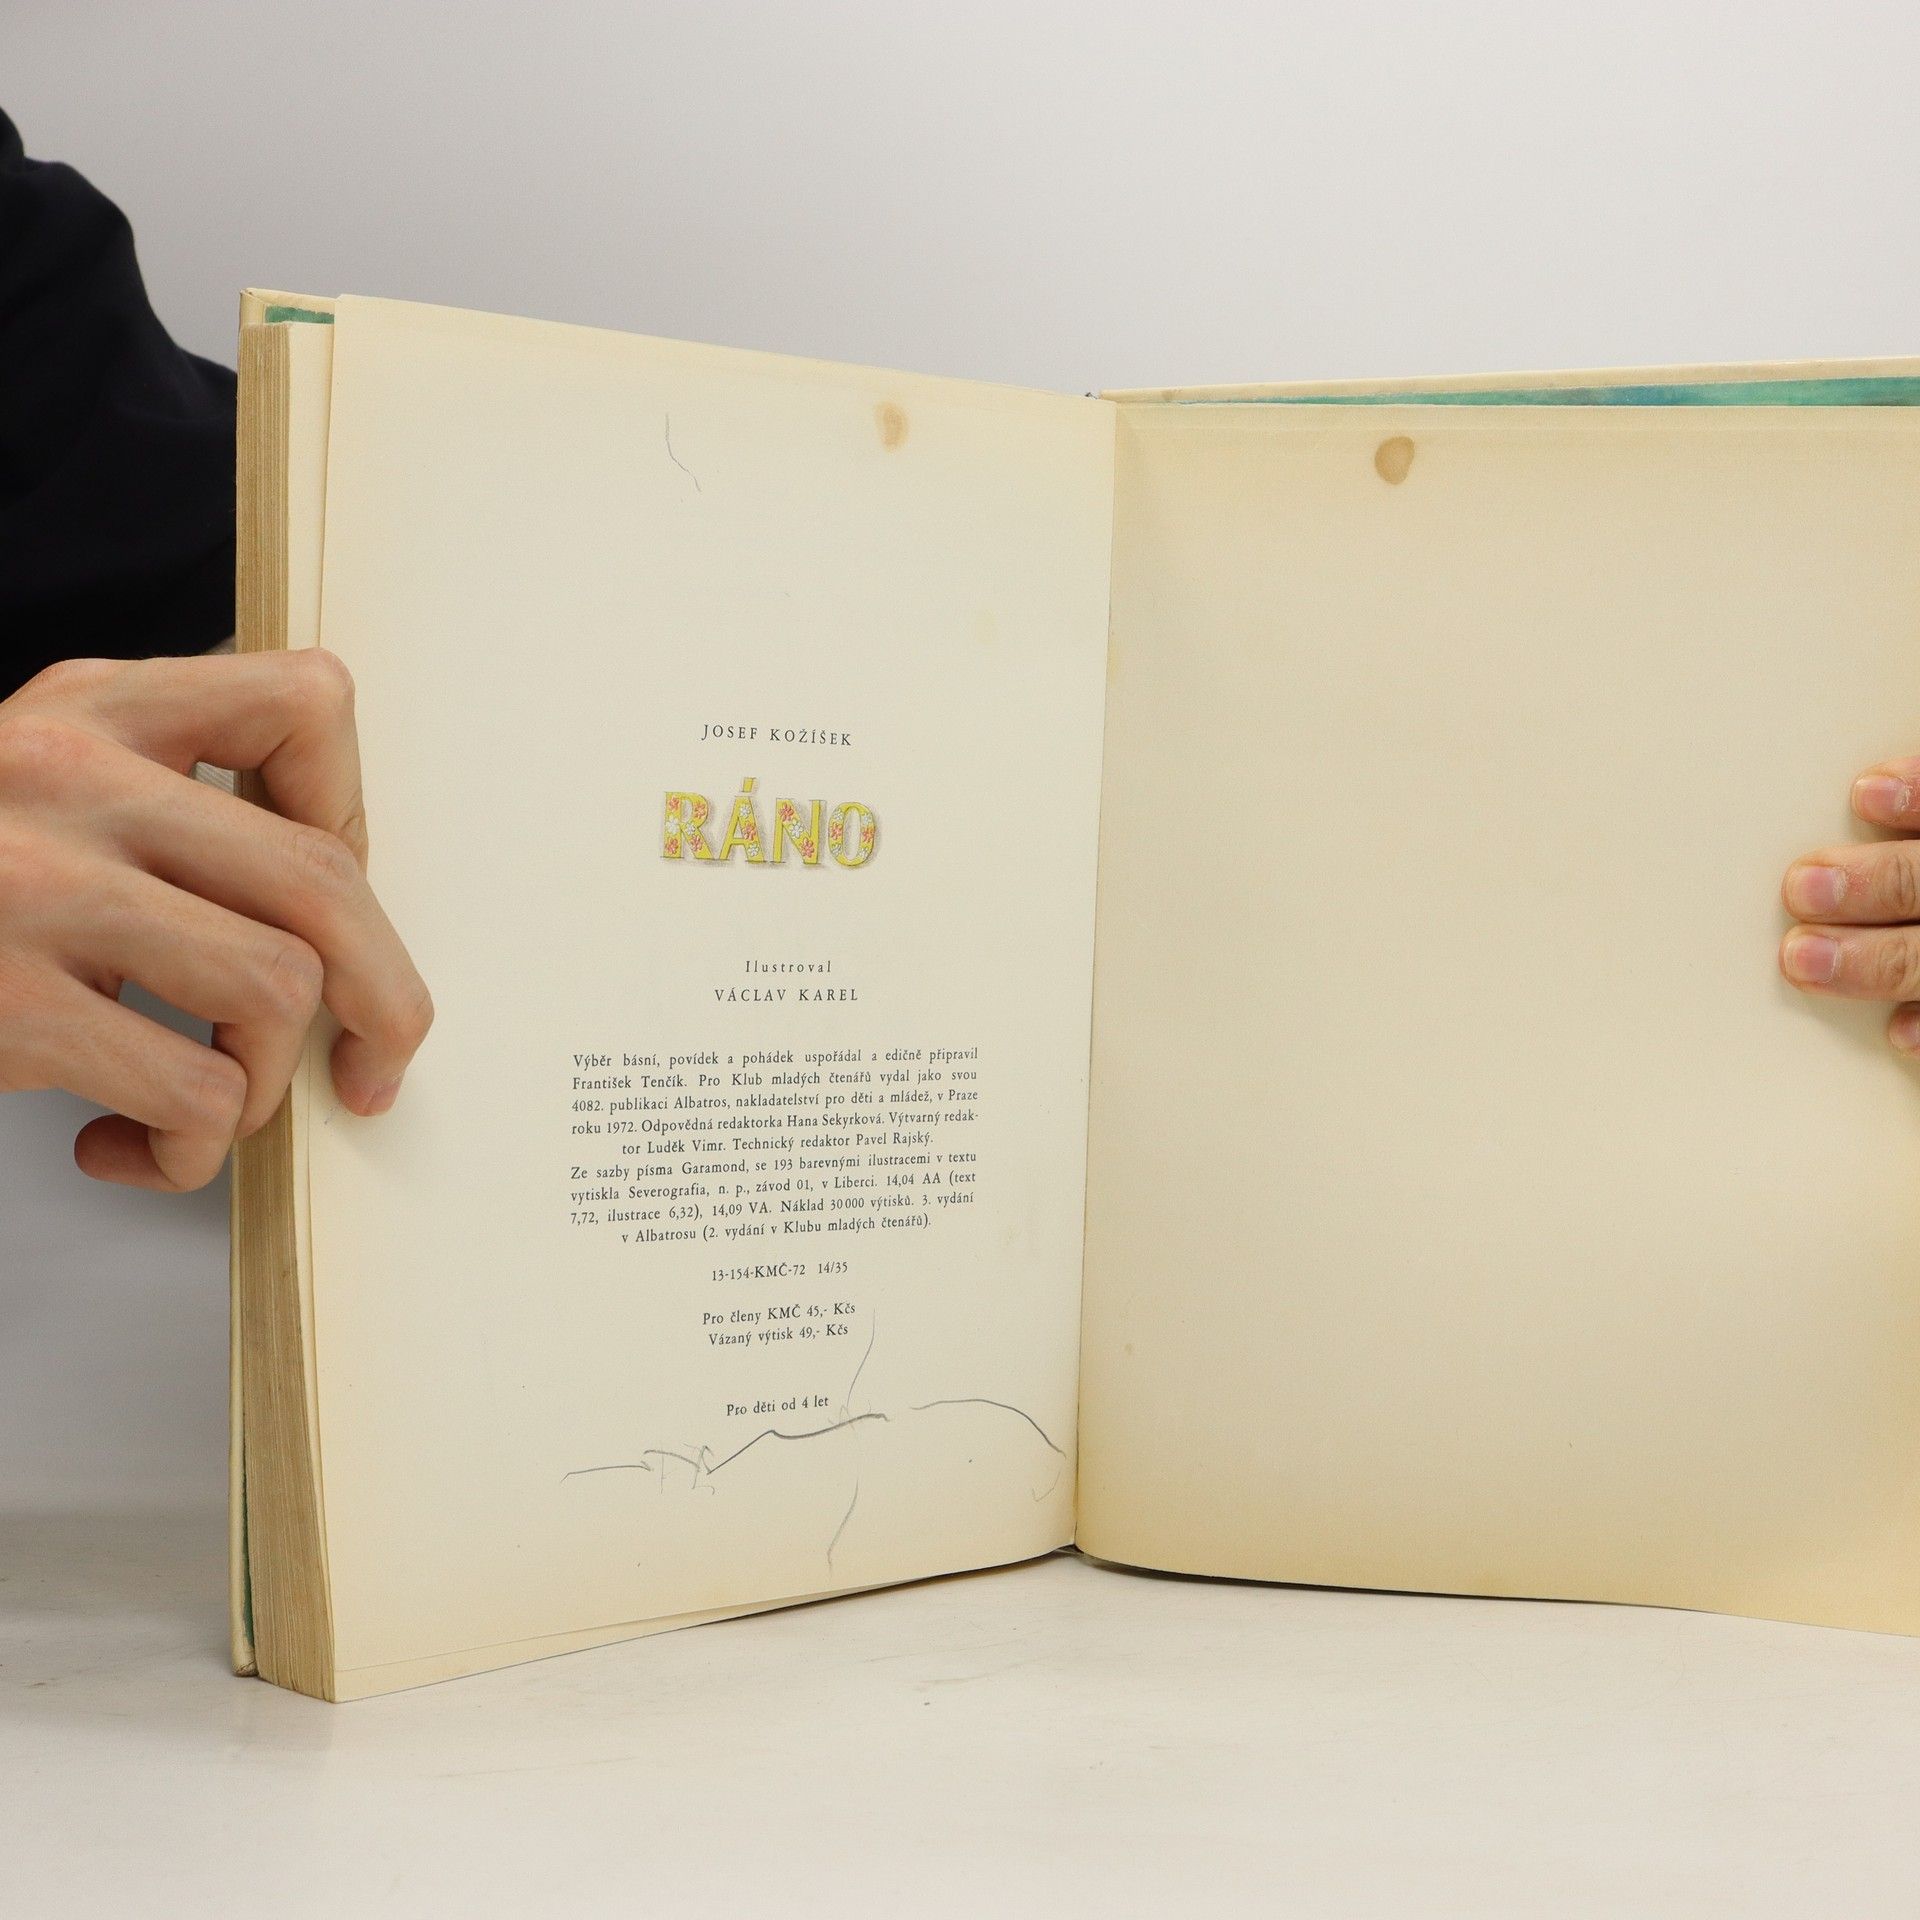 JOSEF KOŽÍŠEK
RÁNO
Ilustroval
VÁCLAV KAREL
Výběr básní, povídek a pohádek uspořádal a edičně připravil
František Tenčík. Pro Klub mladých čtenářů vydal jako svou
4082. publikaci Albatros, nakladatelství pro děti a mládež, v Praze
roku 1972. Odpovědná redaktorka Hana Sekyrková. Výtvarný redak-
tor Luděk Vimr. Technický redaktor Pavel Rajský.
Ze sazby písma Garamond, se 193 barevnými ilustracemi v textu
vytiskla Severografia, n. p., závod 01, v Liberci. 14,04 AA (text
7,72, ilustrace 6,32), 14,09 VA. Náklad 30000 výtisků. 3. vydání
v Albatrosu (2. vydání v Klubu mladých čtenářů).
13-154-KMČ-72 14/35
Pro členy KMČ 45,- Kčs
Vázaný výtisk 49,- Kčs
Pro děti od 4 let